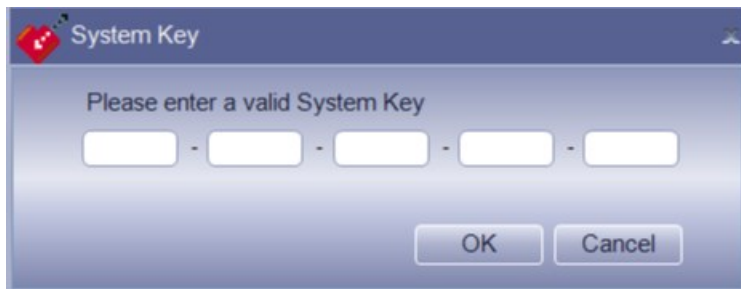 System Key
Please enter a valid System Key
- - - -
OK Cancel